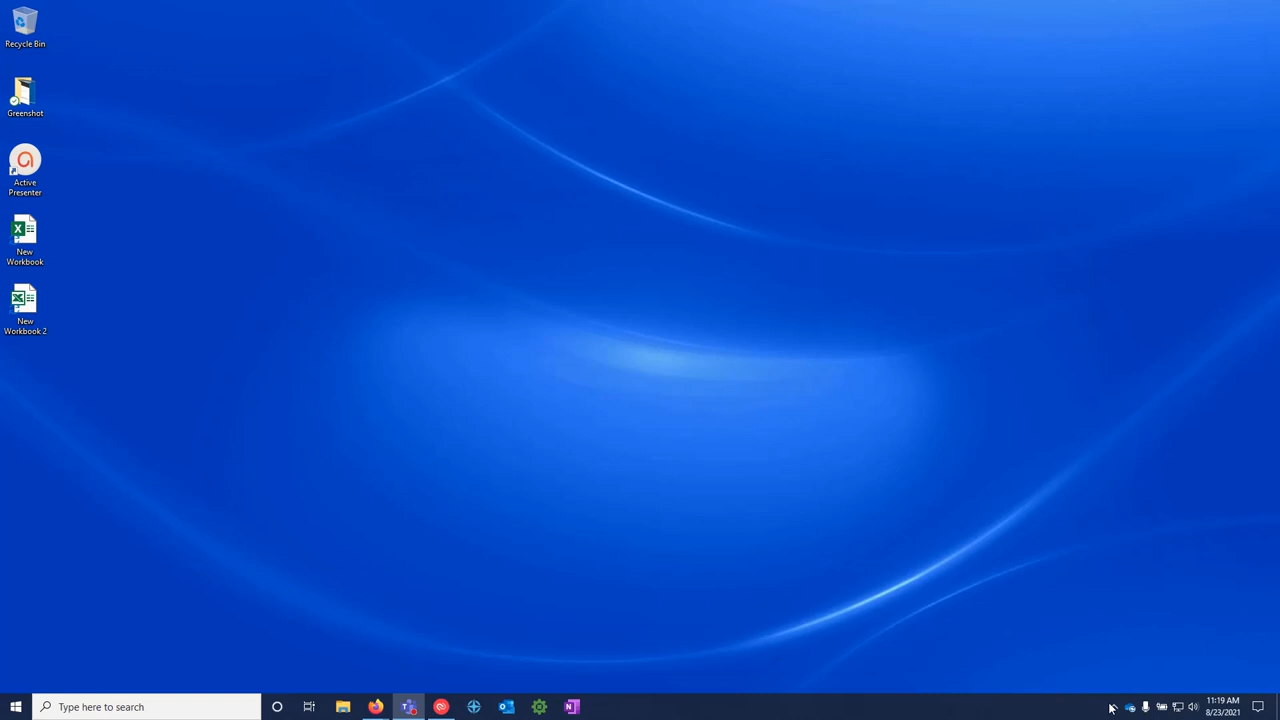 Recycle Bin
Greenshot
Active
Presenter
New
Workbook
New
Workbook 2
Type here to search
11:19 AM
8/23/2021